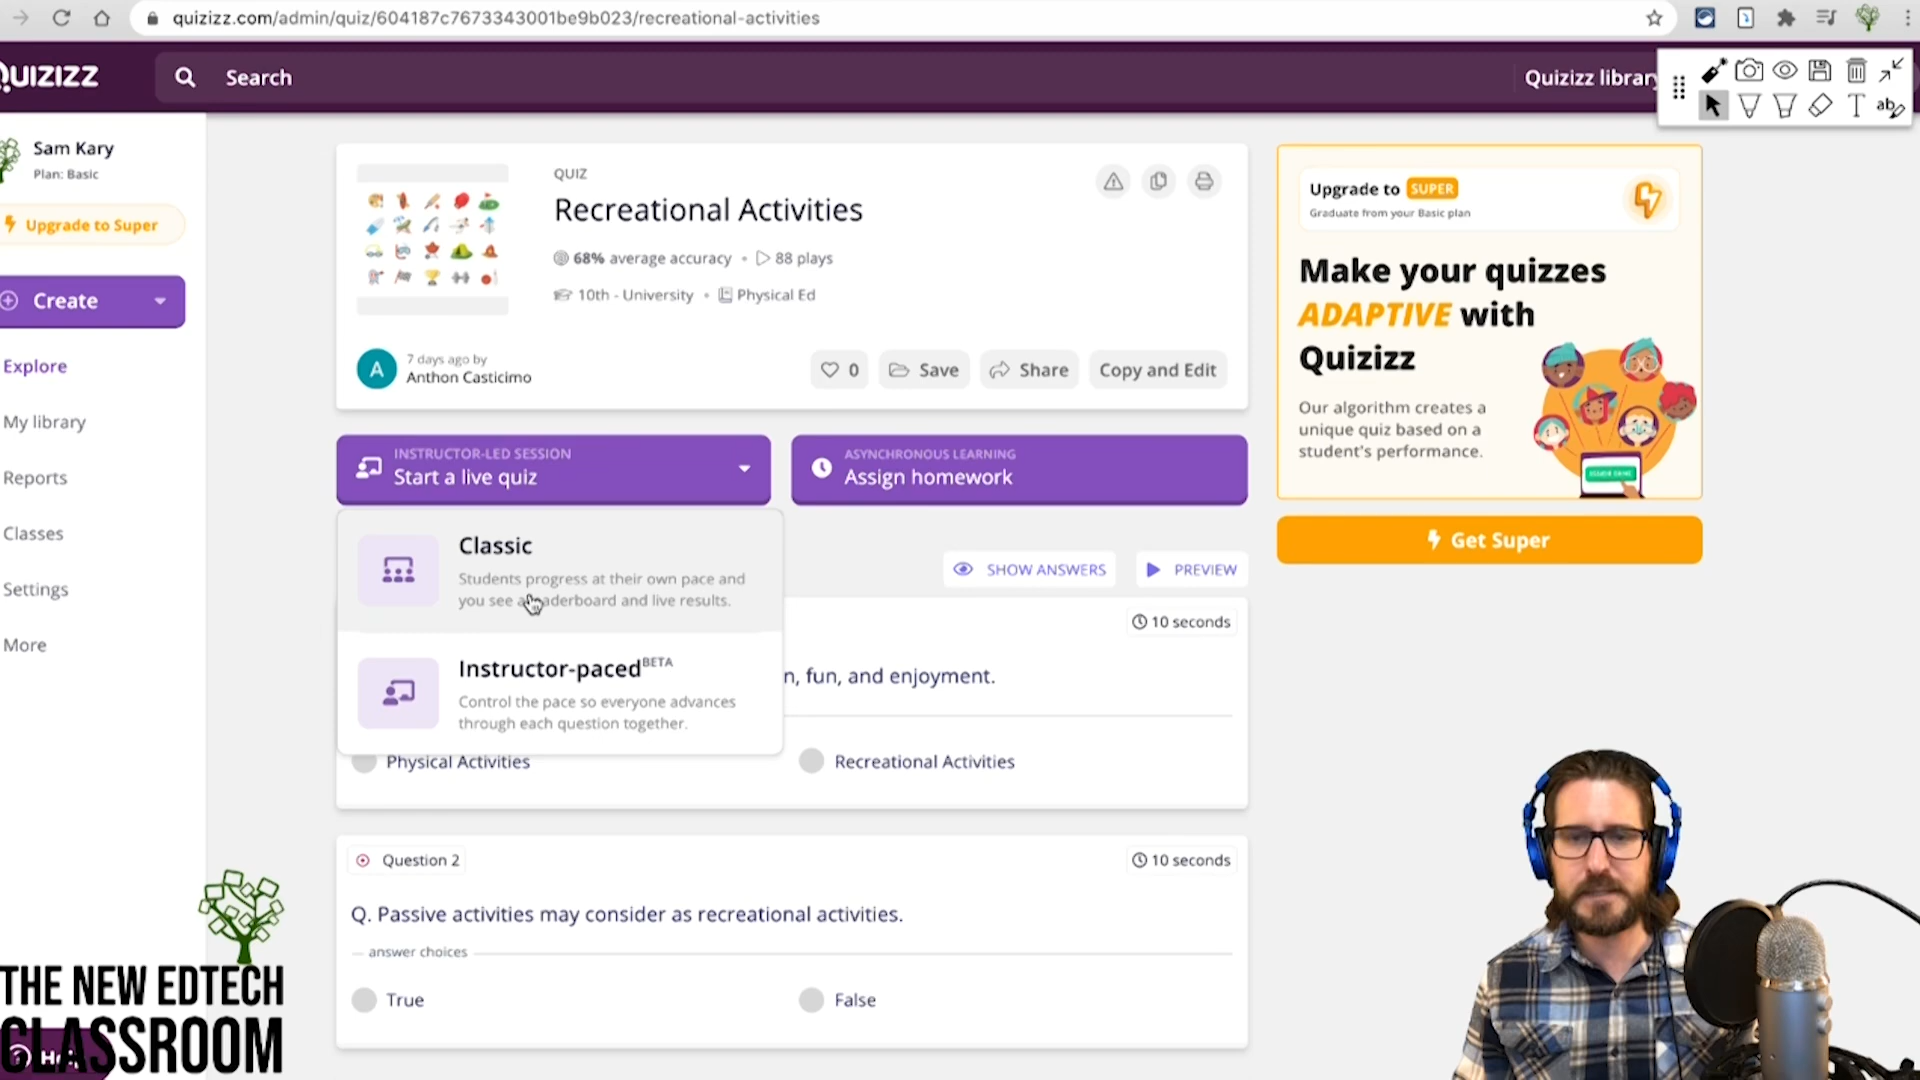 quizizz.com/admin/quiz/604187c7673343001be9b023/recreational-activities
QUIZIZZ
Search
Quizizz library
Sam Kary
Plan: Basic
Upgrade to Super
Create
Explore
My library
Reports
Classes
Settings
More
QUIZ
Recreational Activities
68% average accuracy • 88 plays
10th - University • Physical Ed
A
7 days ago by
Anthon Casticimo
0
Save
Share
Copy and Edit
INSTRUCTOR-LED SESSION
Start a live quiz
ASYNCHRONOUS LEARNING
Assign homework
Classic
Students progress at their own pace and
you see a leaderboard and live results.
Instructor-paced BETA
Control the pace so everyone advances
through each question together.
SHOW ANSWERS
PREVIEW
10 seconds
n, fun, and enjoyment.
Physical Activities
Recreational Activities
Question 2
10 seconds
Q. Passive activities may consider as recreational activities.
answer choices
True
False
Upgrade to SUPER
Graduate from your Basic plan
Make your quizzes
ADAPTIVE with
Quizizz
Our algorithm creates a
unique quiz based on a
student's performance.
Get Super
THE NEW EDTECH
CLASSROOM